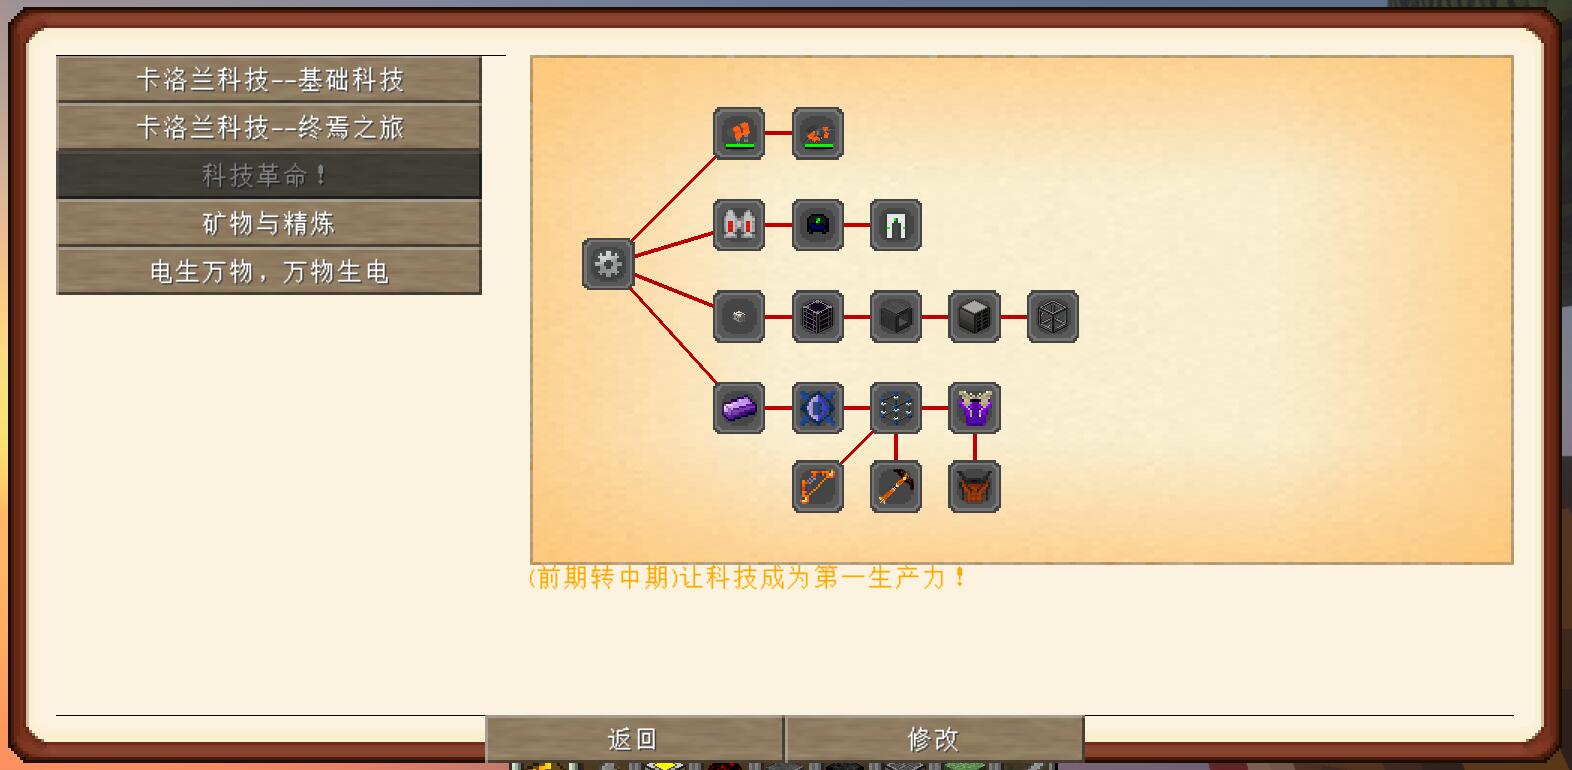 卡洛兰科技--基础科技
卡洛兰科技--终焉之旅
科技革命！
矿物与精炼
电生万物，万物生电
(前期转中期)让科技成为第一生产力！
返回
修改